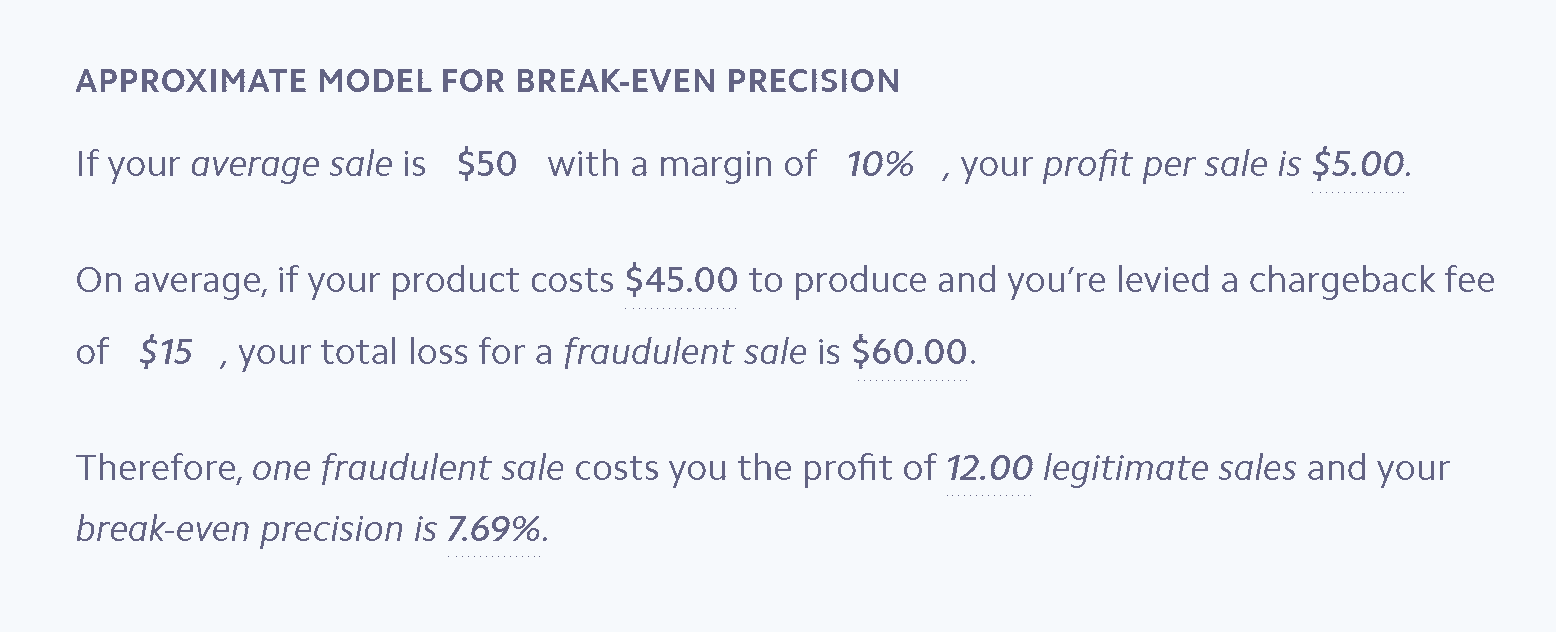 APPROXIMATE MODEL FOR BREAK-EVEN PRECISION
If your average sale is $50 with a margin of 10% , your profit per sale is $5.00.
On average, if your product costs $45.00 to produce and you’re levied a chargeback fee
of $15 , your total loss for a fraudulent sale is $60.00.
Therefore, one fraudulent sale costs you the profit of 12.00 legitimate sales and your
break-even precision is 7.69%.